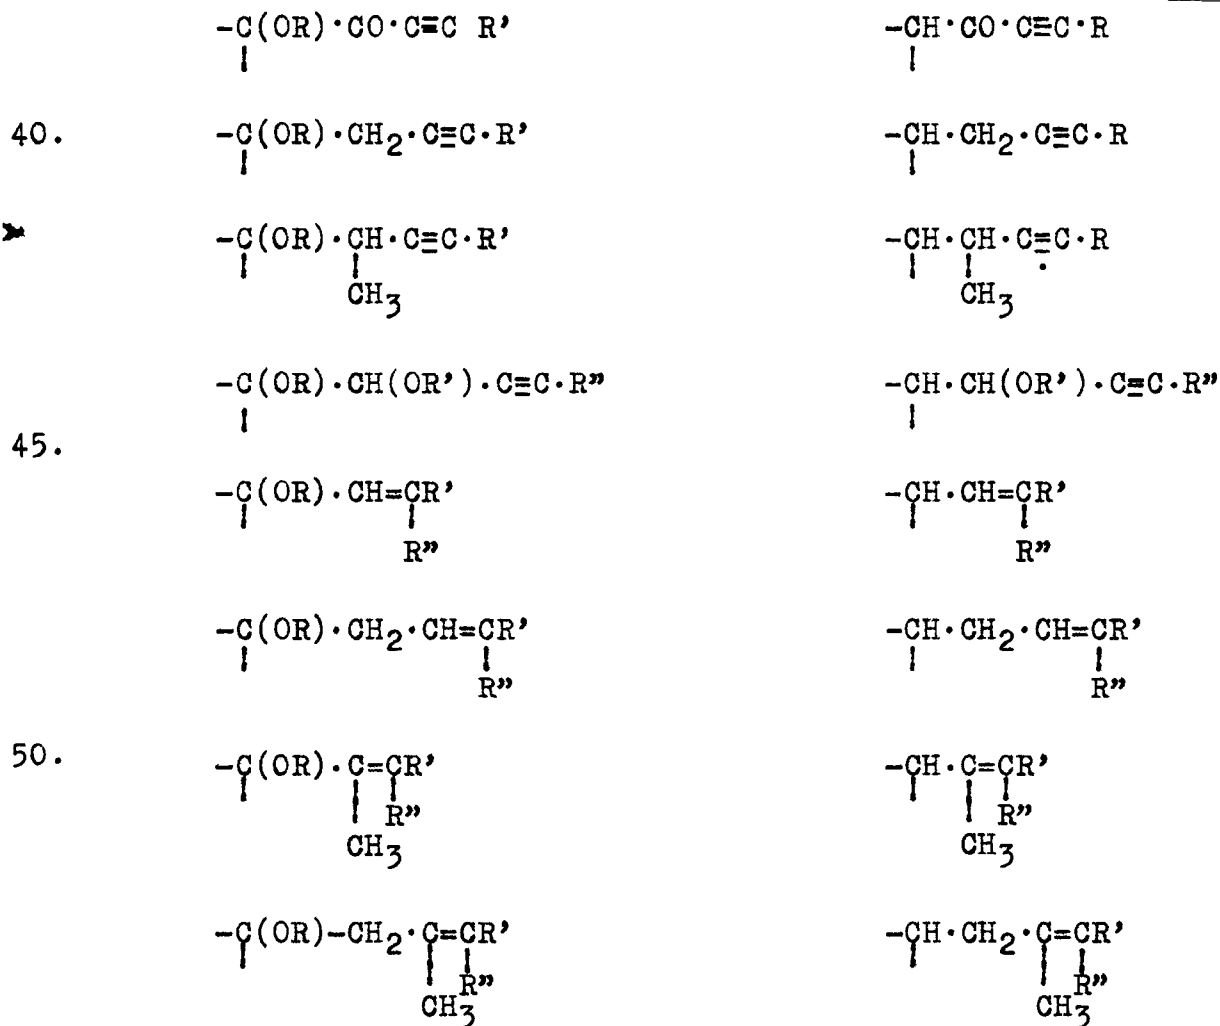 -C(OR)·CO·C≡C R' -CH·CO·C≡C·R
40. -C(OR)·CH₂·C≡C·R' -CH·CH₂·C≡C·R
-C(OR)·CH·C≡C·R' -CH·CH·C≡C·R
CH₃ CH₃
-C(OR)·CH(OR')·C≡C·R" -CH·CH(OR')·C≡C·R"
45.
-C(OR)·CH=CR' -CH·CH=CR'
R" R"
-C(OR)·CH₂·CH=CR' -CH·CH₂·CH=CR'
R" R"
50. -C(OR)·C=CR' -CH·C=CR'
R" R"
CH₃ CH₃
-C(OR)-CH₂·C=CR' -CH·CH₂·C=CR'
R" R"
CH₃ CH₃